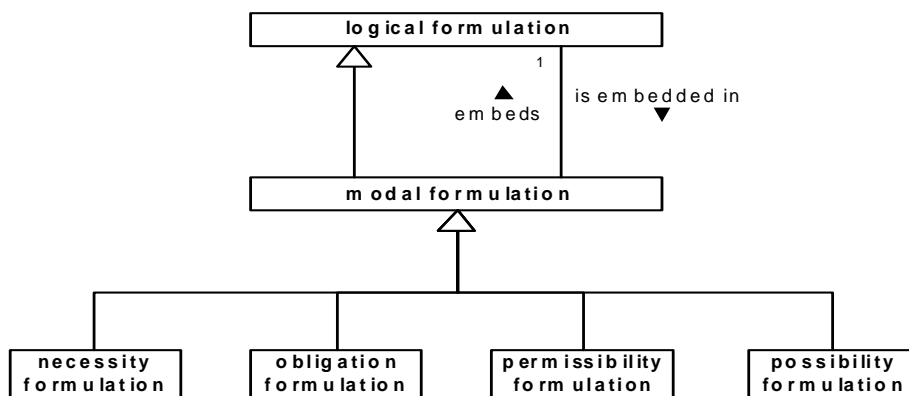 logical formulation
1
is embedded in
embeds
modal formulation
necessity
formulation
obligation
formulation
permissibility
formulation
possibility
formulation